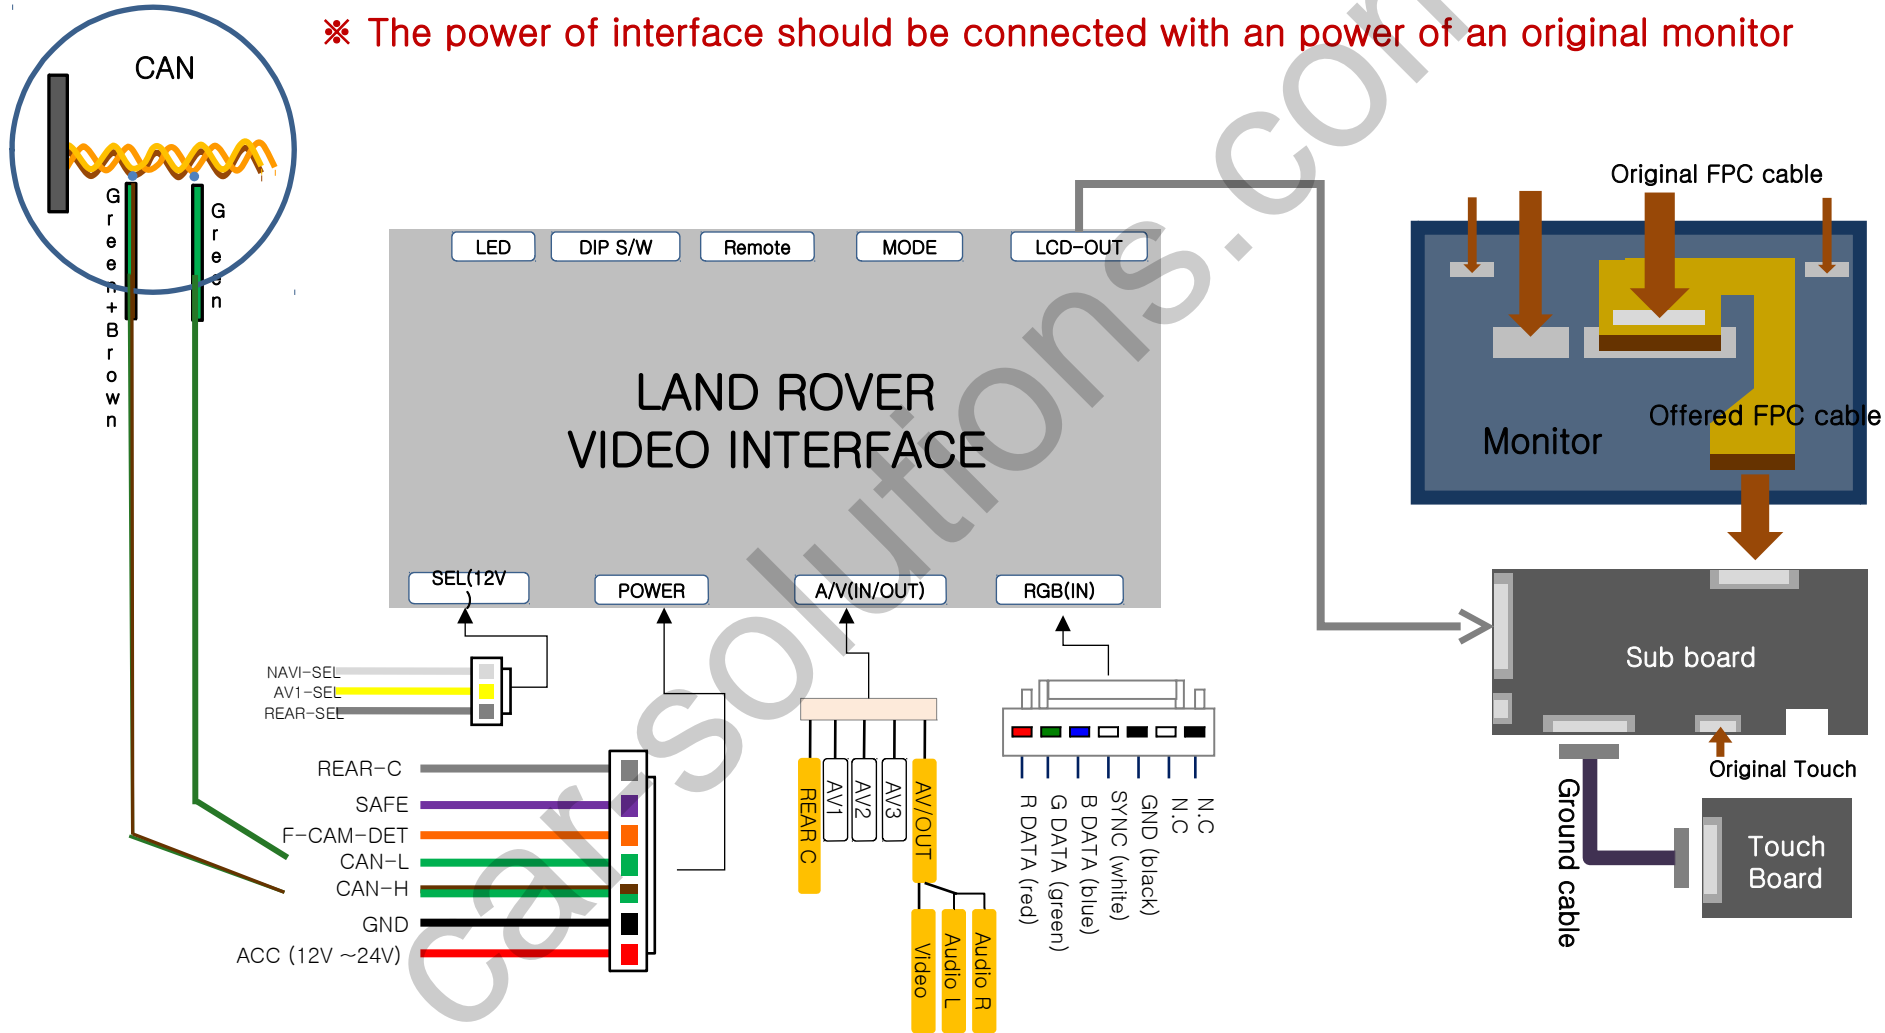 ※ The power of interface should be connected with an power of an original monitor
CAN
Green+Brown
Green
Original FPC cable
LED
DIP S/W
Remote
MODE
LCD-OUT
LAND ROVER
VIDEO INTERFACE
Offered FPC cable
Monitor
SEL(12V
)
POWER
A/V(IN/OUT)
RGB(IN)
Sub board
NAVI-SEL
AV1-SEL
REAR-SEL
REAR-C
SAFE
F-CAM-DET
CAN-L
CAN-H
GND
ACC (12V ~24V)
REAR C
AV1
AV2
AV3
AV/OUT
Video
Audio L
Audio R
R DATA (red)
G DATA (green)
B DATA (blue)
SYNC (white)
GND (black)
N.C
N.C
Original Touch
Ground cable
Touch
Board
car-solutions.com